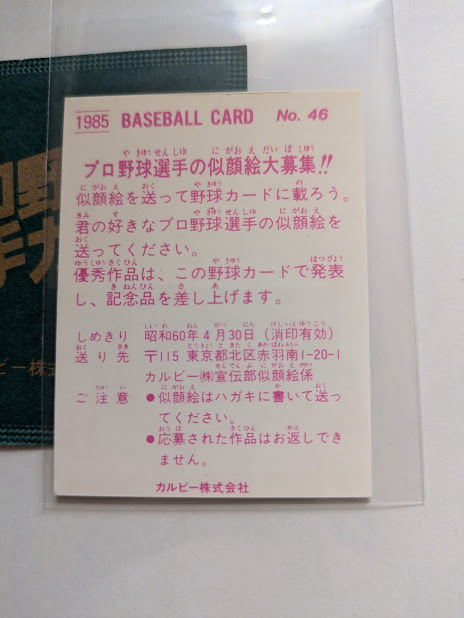 1985 BASEBALL CARD No. 46
プロ野球選手の似顔絵大募集!!
似顔絵を送って野球カードに載ろう。
君の好きなプロ野球選手の似顔絵を
送ってください。
優秀作品は、この野球カードで発表
し、記念品を差し上げます。
しめきり 昭和60年4月30日(消印有効)
送り先 〒115 東京都北区赤羽南1-20-1
カルビー㈱宣伝部似顔絵係
ご注意 ●似顔絵はハガキに書いて送っ
てください。
●応募された作品はお返しでき
ません。
カルビー株式会社
ロ野
ビー株式